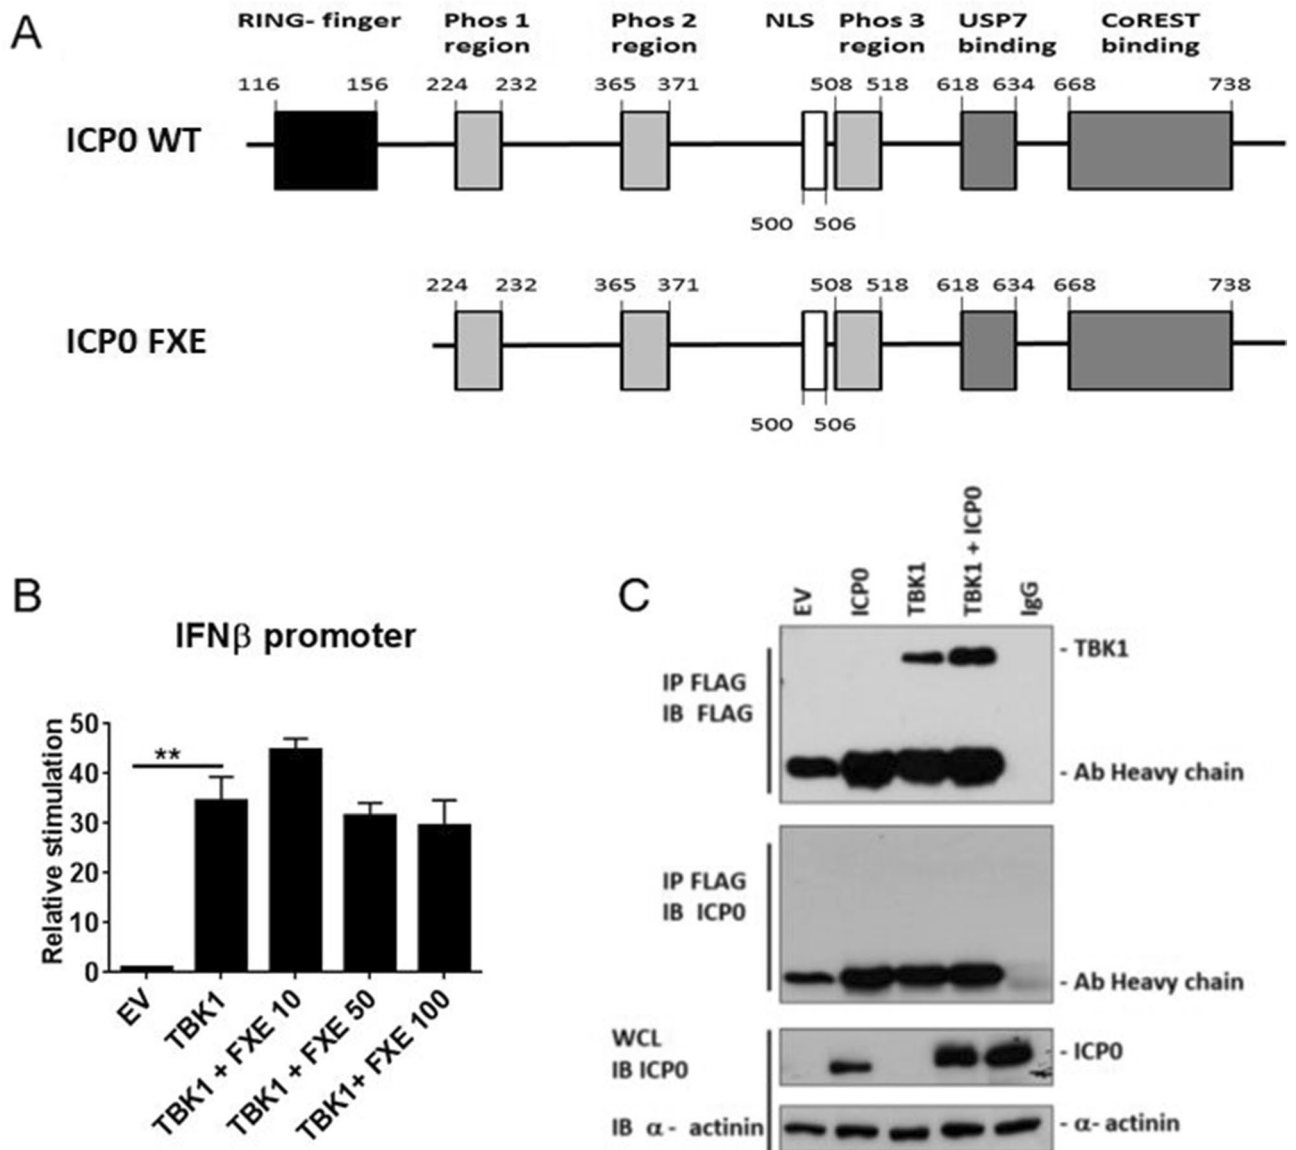 A
RING- finger Phos 1 region Phos 2 region NLS Phos 3 region USP7 binding CoREST binding
116 156 224 232 365 371 508 518 618 634 668 738
ICP0 WT
500 506
224 232 365 371 508 518 618 634 668 738
ICP0 FXE
500 506
B
IFNβ promoter
Relative stimulation
50
40
30
20
10
0
**
EV
TBK1
TBK1 + FXE 10
TBK1 + FXE 50
TBK1+ FXE 100
C
EV
ICP0
TBK1
TBK1 + ICP0
IgG
IP FLAG
IB FLAG
- TBK1
- Ab Heavy chain
IP FLAG
IB ICP0
- Ab Heavy chain
WCL
IB ICP0
- ICP0
IB α - actinin
- α- actinin